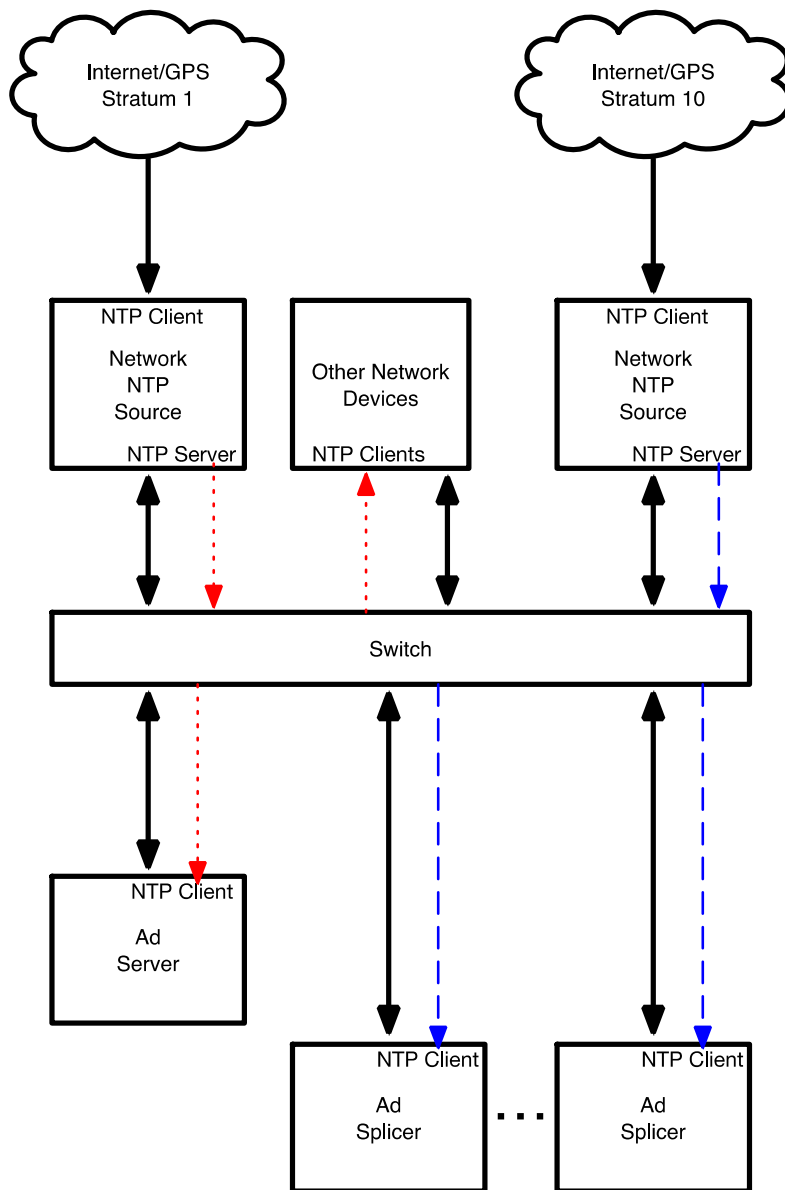 Internet/GPS
Stratum 1
Internet/GPS
Stratum 10
NTP Client
Network
NTP
Source
NTP Server
Other Network
Devices
NTP Clients
NTP Client
Network
NTP
Source
NTP Server
Switch
NTP Client
Ad
Server
NTP Client
Ad
Splicer
NTP Client
Ad
Splicer